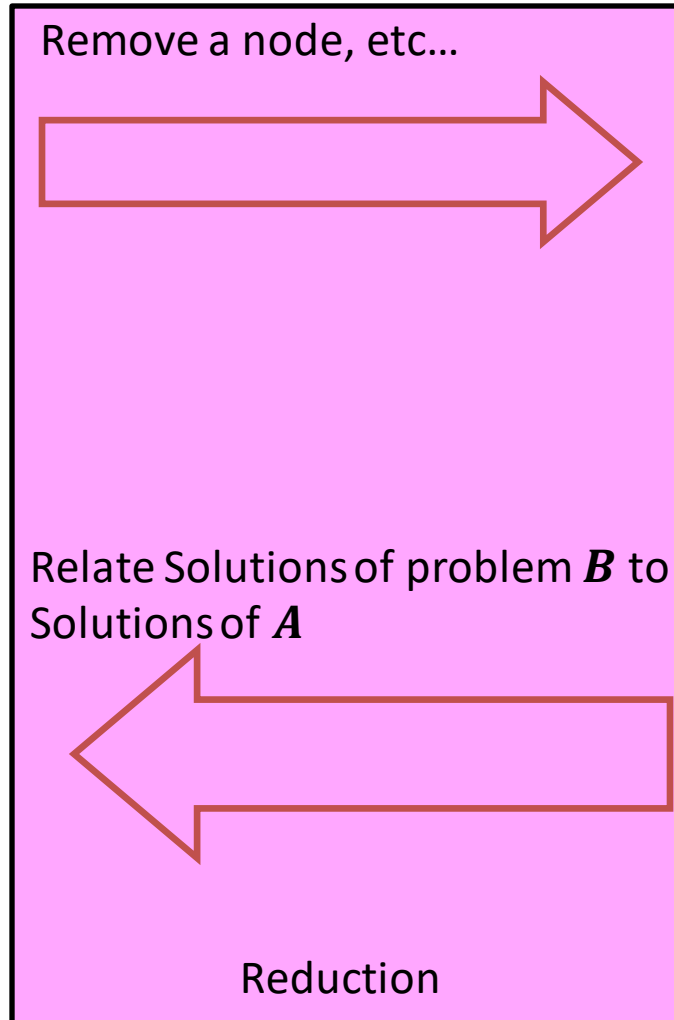 Remove a node, etc…
Relate Solutions of problem B to
Solutions of A
Reduction